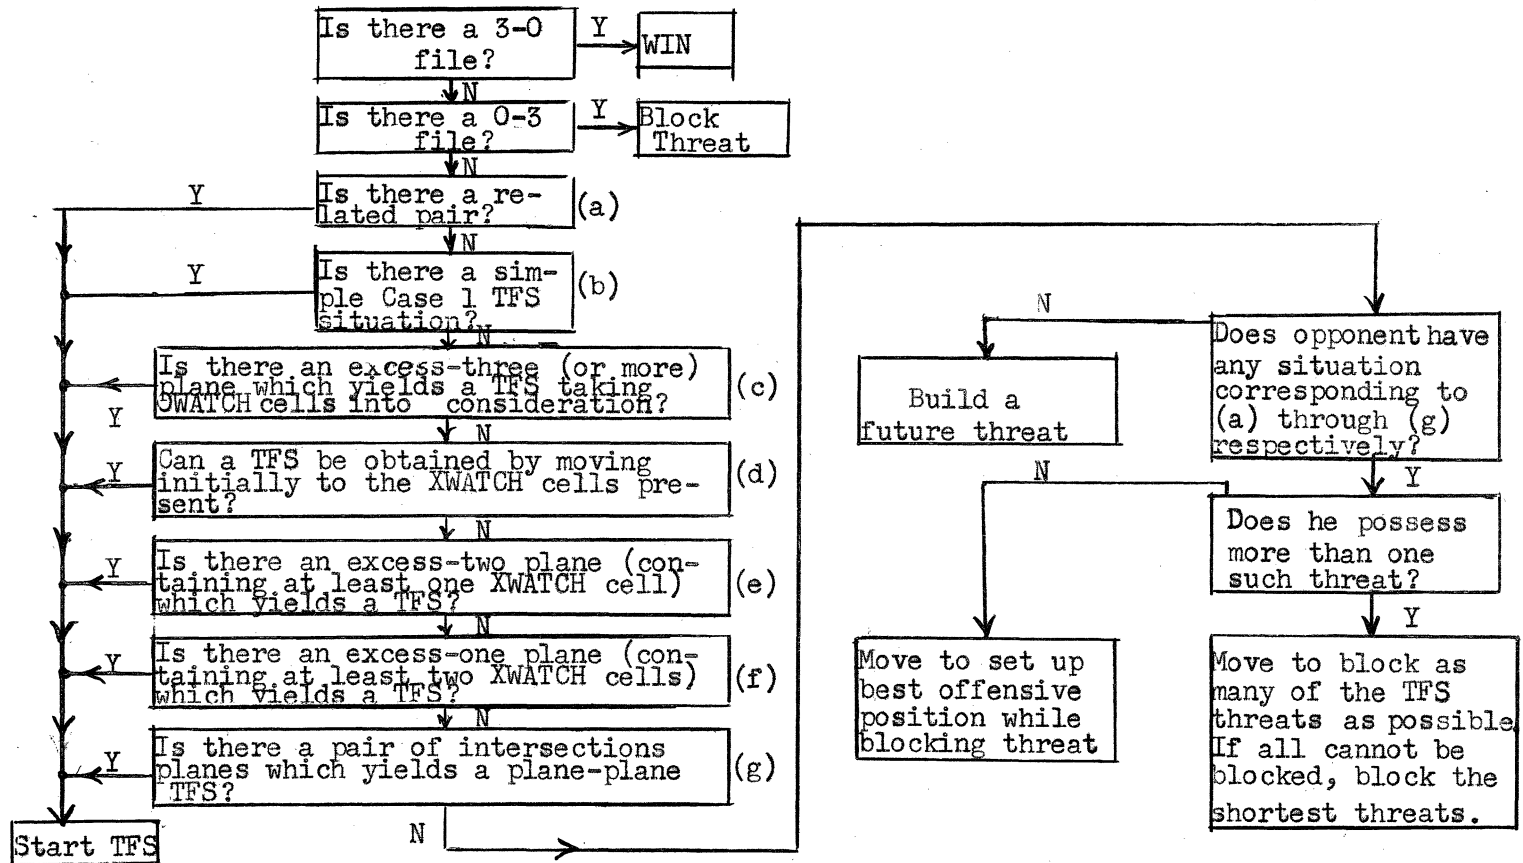 Is there a 3-0
file?
Y
WIN
N
Is there a 0-3
file?
Y
Block
Threat
N
Is there a re-
lated pair?
(a)
Y
N
Is there a sim-
ple Case 1 TFS
situation?
(b)
Y
N
Is there an excess-three (or more)
plane which yields a TFS taking
OWATCH cells into consideration?
(c)
Y
N
Can a TFS be obtained by moving
initially to the XWATCH cells pre-
sent?
(d)
Y
N
Is there an excess-two plane (con-
taining at least one XWATCH cell)
which yields a TFS?
(e)
Y
N
Is there an excess-one plane (con-
taining at least two XWATCH cells)
which yields a TFS?
(f)
Y
N
Is there a pair of intersections
planes which yields a plane-plane
TFS?
(g)
Y
N
Start TFS
Does opponent have
any situation
corresponding to
(a) through (g)
respectively?
N
Build a
future threat
Y
Does he possess
more than one
such threat?
N
Move to set up
best offensive
position while
blocking threat
Y
Move to block as
many of the TFS
threats as possible
If all cannot be
blocked, block the
shortest threats.